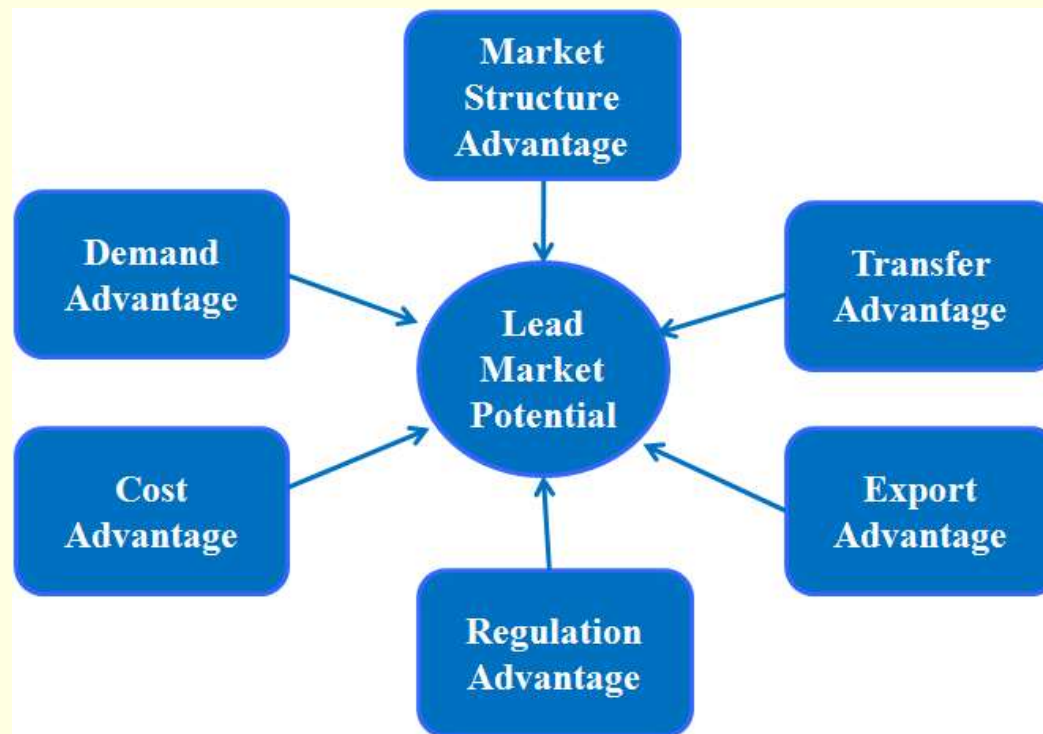 Market
Structure
Advantage
Demand
Advantage
Transfer
Advantage
Lead
Market
Potential
Cost
Advantage
Export
Advantage
Regulation
Advantage